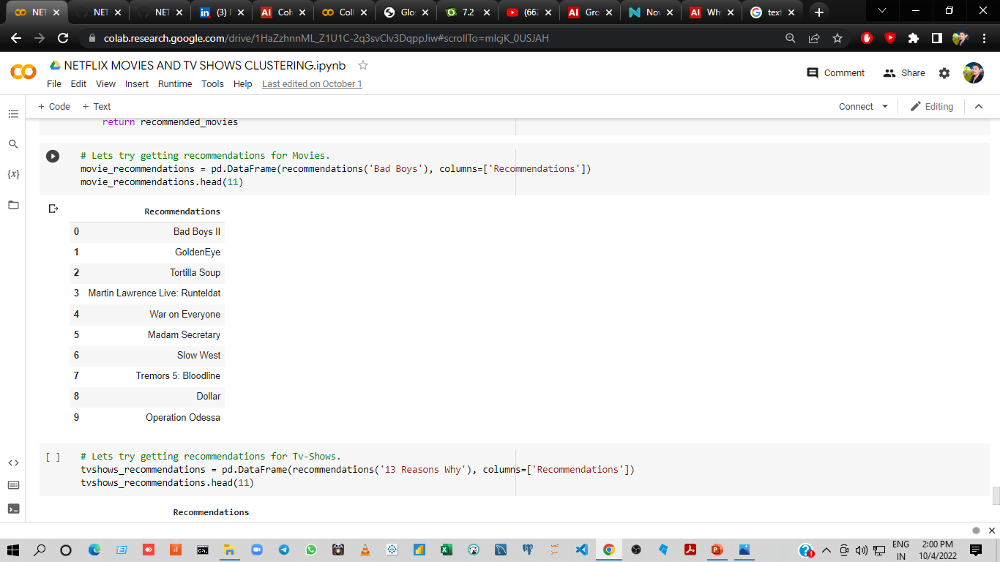 NET
NET
NET
(3)
Coh
Coll
Glo
7.2
(66
Gro
Nov
Why
text
colab.research.google.com/drive/1HaZzhnnML_Z1U1C-2q3svClv3DqppJiw#scrollTo=mIcjK_0USJAH
NETFLIX MOVIES AND TV SHOWS CLUSTERING.ipynb
Comment Share
File Edit View Insert Runtime Tools Help Last edited on October 1
+ Code + Text Connect Editing
return recommended_movies
# Lets try getting recommendations for Movies.
movie_recommendations = pd.DataFrame(recommendations('Bad Boys'), columns=['Recommendations'])
movie_recommendations.head(11)
Recommendations
0 Bad Boys II
1 GoldenEye
2 Tortilla Soup
3 Martin Lawrence Live: Runteldat
4 War on Everyone
5 Madam Secretary
6 Slow West
7 Tremors 5: Bloodline
8 Dollar
9 Operation Odessa
[ ] # Lets try getting recommendations for Tv-Shows.
tvshows_recommendations = pd.DataFrame(recommendations('13 Reasons Why'), columns=['Recommendations'])
tvshows_recommendations.head(11)
Recommendations
ENG 2:00 PM
IN 10/4/2022